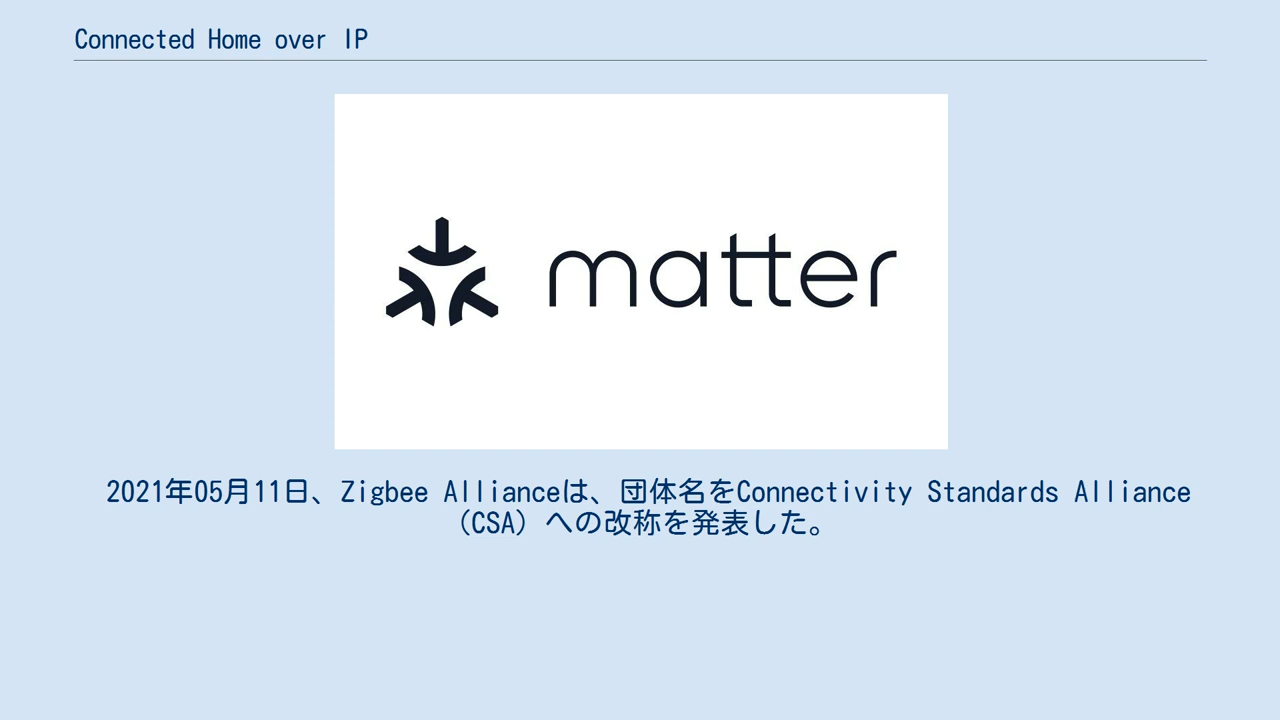 Connected Home over IP
matter
2021年05月11日、Zigbee Allianceは、団体名をConnectivity Standards Alliance
（CSA）への改称を発表した。